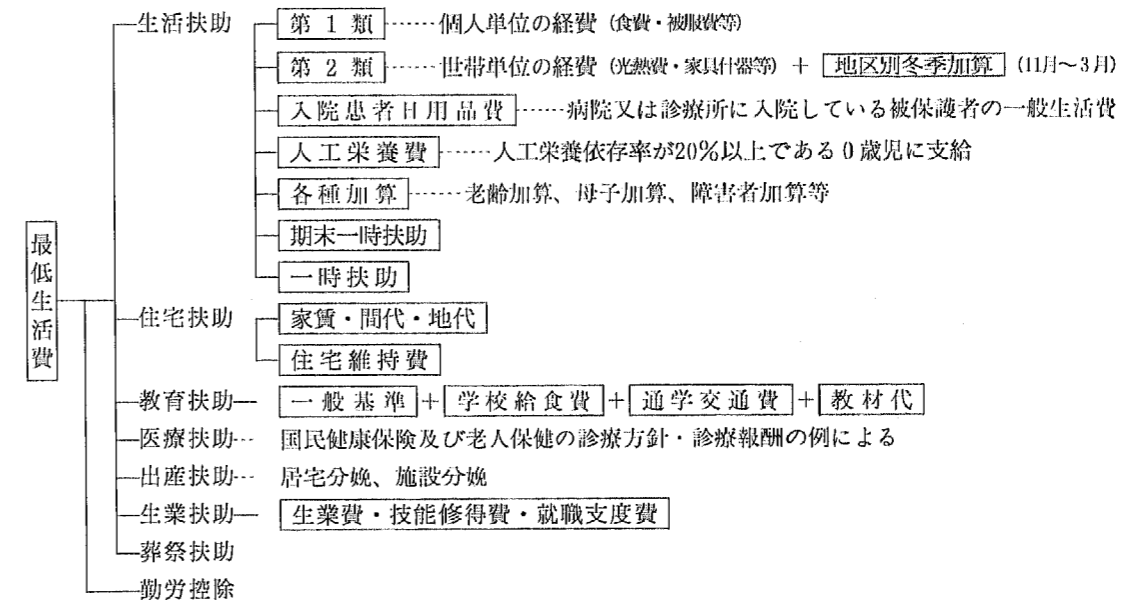 生活扶助 第1類……個人単位の経費（食費・被服費等）
第2類……世帯単位の経費（光熱費・家具什器等）＋地区別冬季加算（11月～3月）
入院患者日用品費……病院又は診療所に入院している被保護者の一般生活費
人工栄養費……人工栄養依存率が20％以上である0歳児に支給
各種加算……老齢加算、母子加算、障害者加算等
期末一時扶助
一時扶助
最低生活費
住宅扶助 家賃・間代・地代
住宅維持費
教育扶助 一般基準＋学校給食費＋通学交通費＋教材代
医療扶助… 国民健康保険及び老人保健の診療方針・診療報酬の例による
出産扶助… 居宅分娩、施設分娩
生業扶助 生業費・技能修得費・就職支度費
葬祭扶助
勤労控除